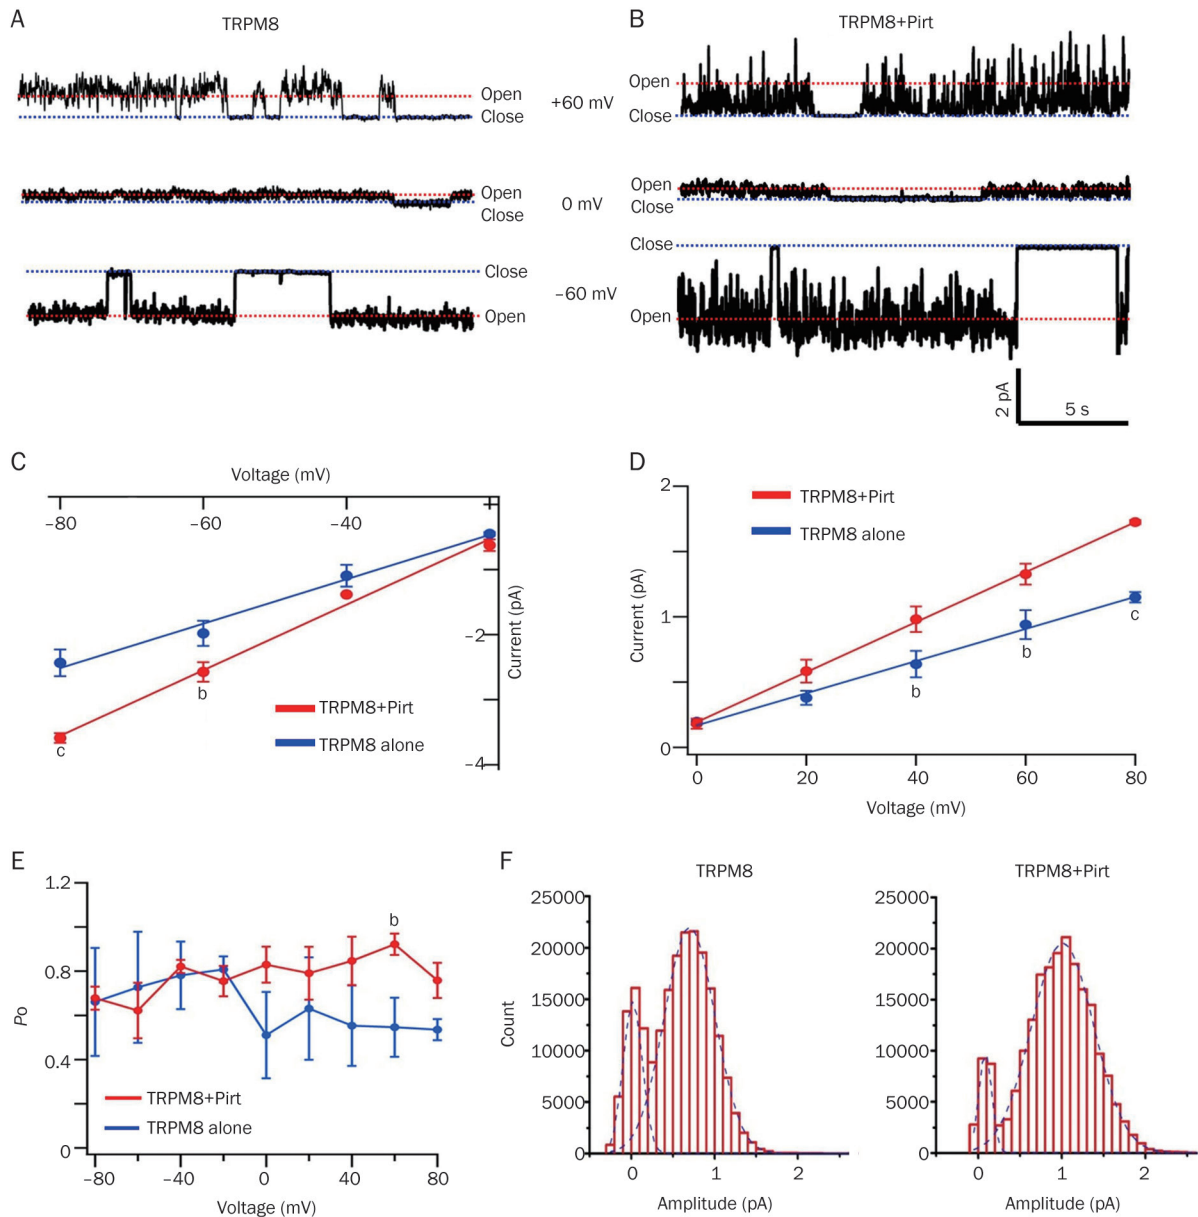 A
TRPM8
Open
Close
+60 mV
Open
Close
0 mV
Close
Open
−60 mV
B
TRPM8+Pirt
Open
Close
Open
Close
Close
Open
2 pA
5 s
C
Voltage (mV)
−80
−60
−40
−2
−4
Current (pA)
b
c
TRPM8+Pirt
TRPM8 alone
D
2
1
0
Current (pA)
TRPM8+Pirt
TRPM8 alone
b
b
c
0
20
40
60
80
Voltage (mV)
E
1.2
0.8
0.4
0
Po
b
TRPM8+Pirt
TRPM8 alone
−80
−40
0
40
80
Voltage (mV)
F
TRPM8
25000
20000
15000
10000
5000
0
Count
0
1
2
Amplitude (pA)
TRPM8+Pirt
25000
20000
15000
10000
5000
0
0
1
2
Amplitude (pA)